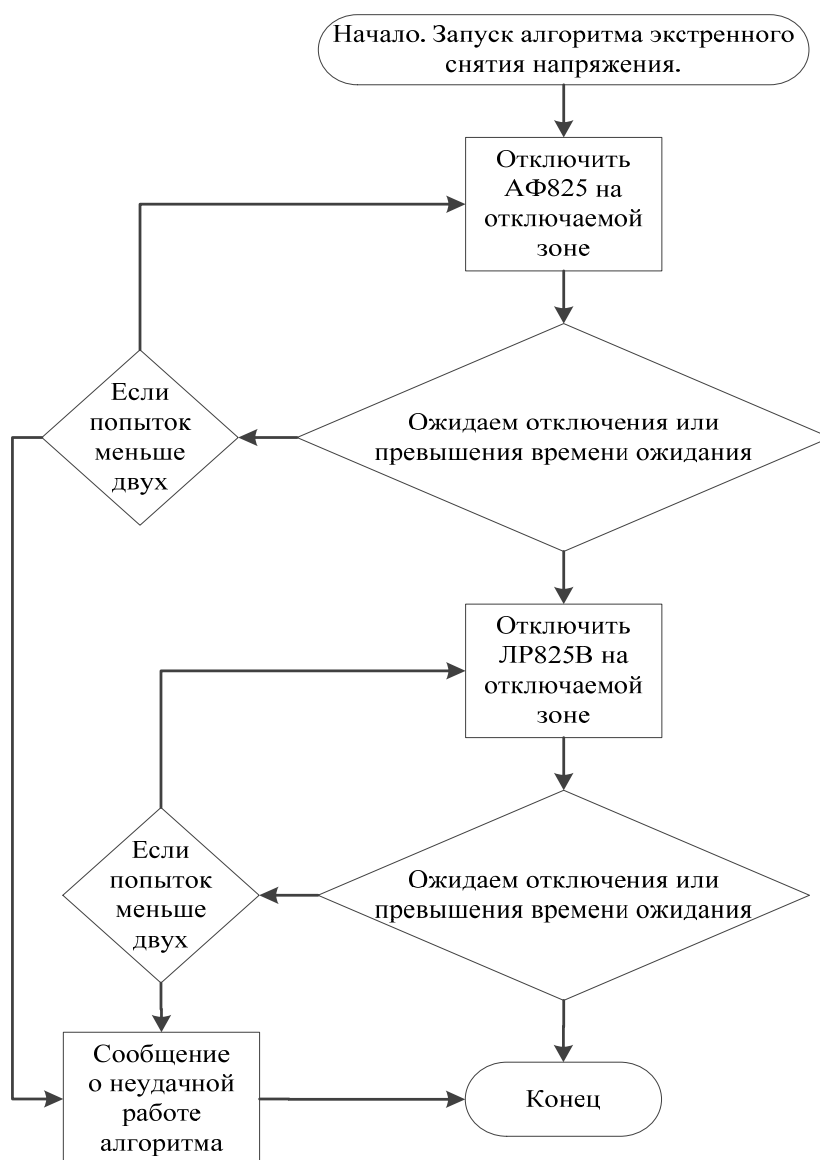 Начало. Запуск алгоритма экстренного
снятия напряжения.
Отключить
АФ825 на
отключаемой
зоне
Ожидаем отключения или
превышения времени ожидания
Если
попыток
меньше
двух
Отключить
ЛР825В на
отключаемой
зоне
Ожидаем отключения или
превышения времени ожидания
Если
попыток
меньше
двух
Сообщение
о неудачной
работе
алгоритма
Конец